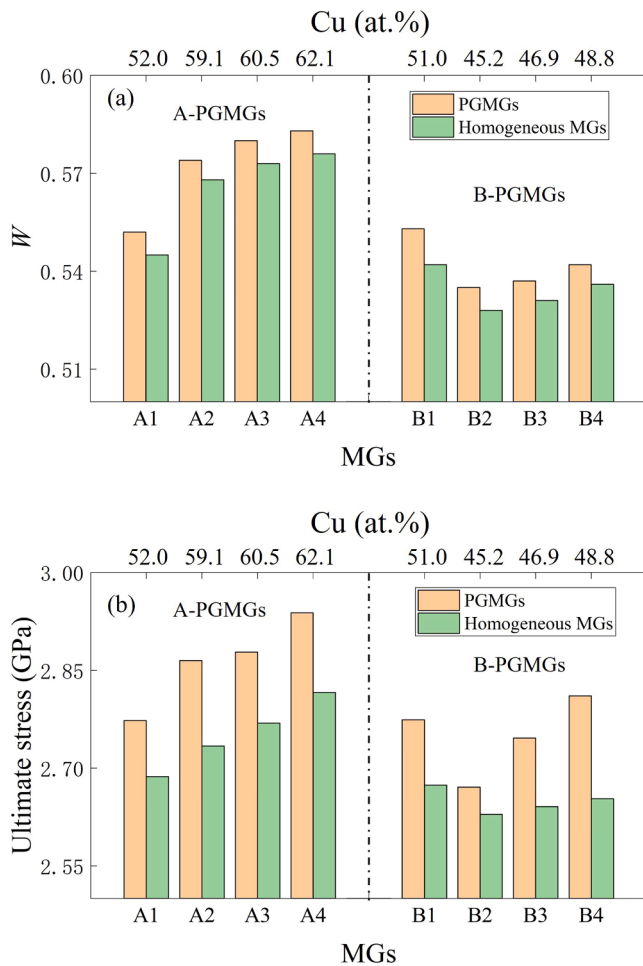 Cu (at.%)
52.0 59.1 60.5 62.1 51.0 45.2 46.9 48.8
0.60
(a)
A-PGMGs
PGMGs
Homogeneous MGs
0.57
B-PGMGs
W
0.54
0.51
A1 A2 A3 A4 B1 B2 B3 B4
MGs
Cu (at.%)
52.0 59.1 60.5 62.1 51.0 45.2 46.9 48.8
3.00
(b)
A-PGMGs
PGMGs
Homogeneous MGs
2.85
B-PGMGs
Ultimate stress (GPa)
2.70
2.55
A1 A2 A3 A4 B1 B2 B3 B4
MGs